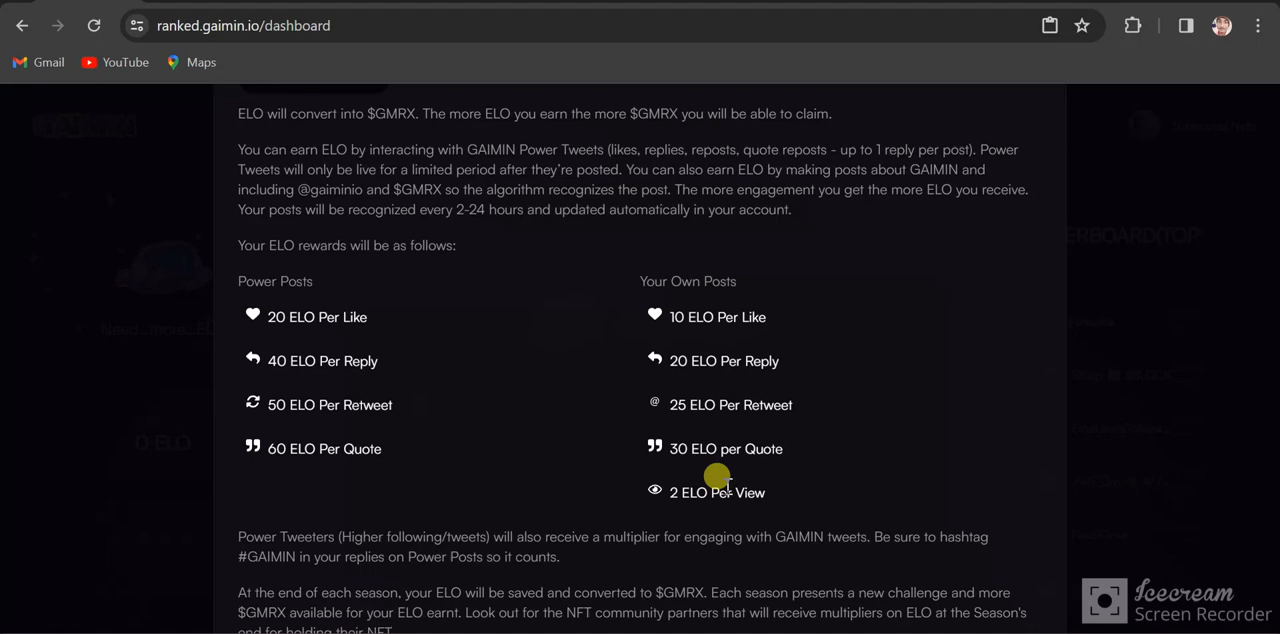 ranked.gaimin.io/dashboard
Gmail YouTube Maps
ELO will convert into $GMRX. The more ELO you earn the more $GMRX you will be able to claim.
You can earn ELO by interacting with GAIMIN Power Tweets (likes, replies, reposts, quote reposts - up to 1 reply per post). Power
Tweets will only be live for a limited period after they're posted. You can also earn ELO by making posts about GAIMIN and
including @gaiminio and $GMRX so the algorithm recognizes the post. The more engagement you get the more ELO you receive.
Your posts will be recognized every 2-24 hours and updated automatically in your account.
ERBOARD(TOP
Your ELO rewards will be as follows:
Power Posts
Your Own Posts
20 ELO Per Like
10 ELO Per Like
40 ELO Per Reply
20 ELO Per Reply
50 ELO Per Retweet
@ 25 ELO Per Retweet
0 ELO
60 ELO Per Quote
30 ELO per Quote
2 ELO Per View
Power Tweeters (Higher following/tweets) will also receive a multiplier for engaging with GAIMIN tweets. Be sure to hashtag
#GAIMIN in your replies on Power Posts so it counts.
At the end of each season, your ELO will be saved and converted to $GMRX. Each season presents a new challenge and more
$GMRX available for your ELO earnt. Look out for the NFT community partners that will receive multipliers on ELO at the Season's
end for holding their NFT.
Icecream
Screen Recorder